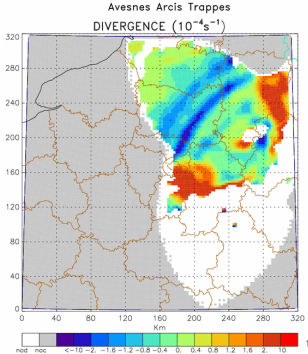 Avesnes Arcis Trappes
DIVERGENCE (10⁻⁴s⁻¹)
320
280
240
200
160
120
80
40
0
0 40 80 120 160 200 240 280 320
Km
nod noc <-10 -2. -1.6 -1.2 -0.8 -0.4 0. 0.4 0.8 1.2 1.6 2. 10